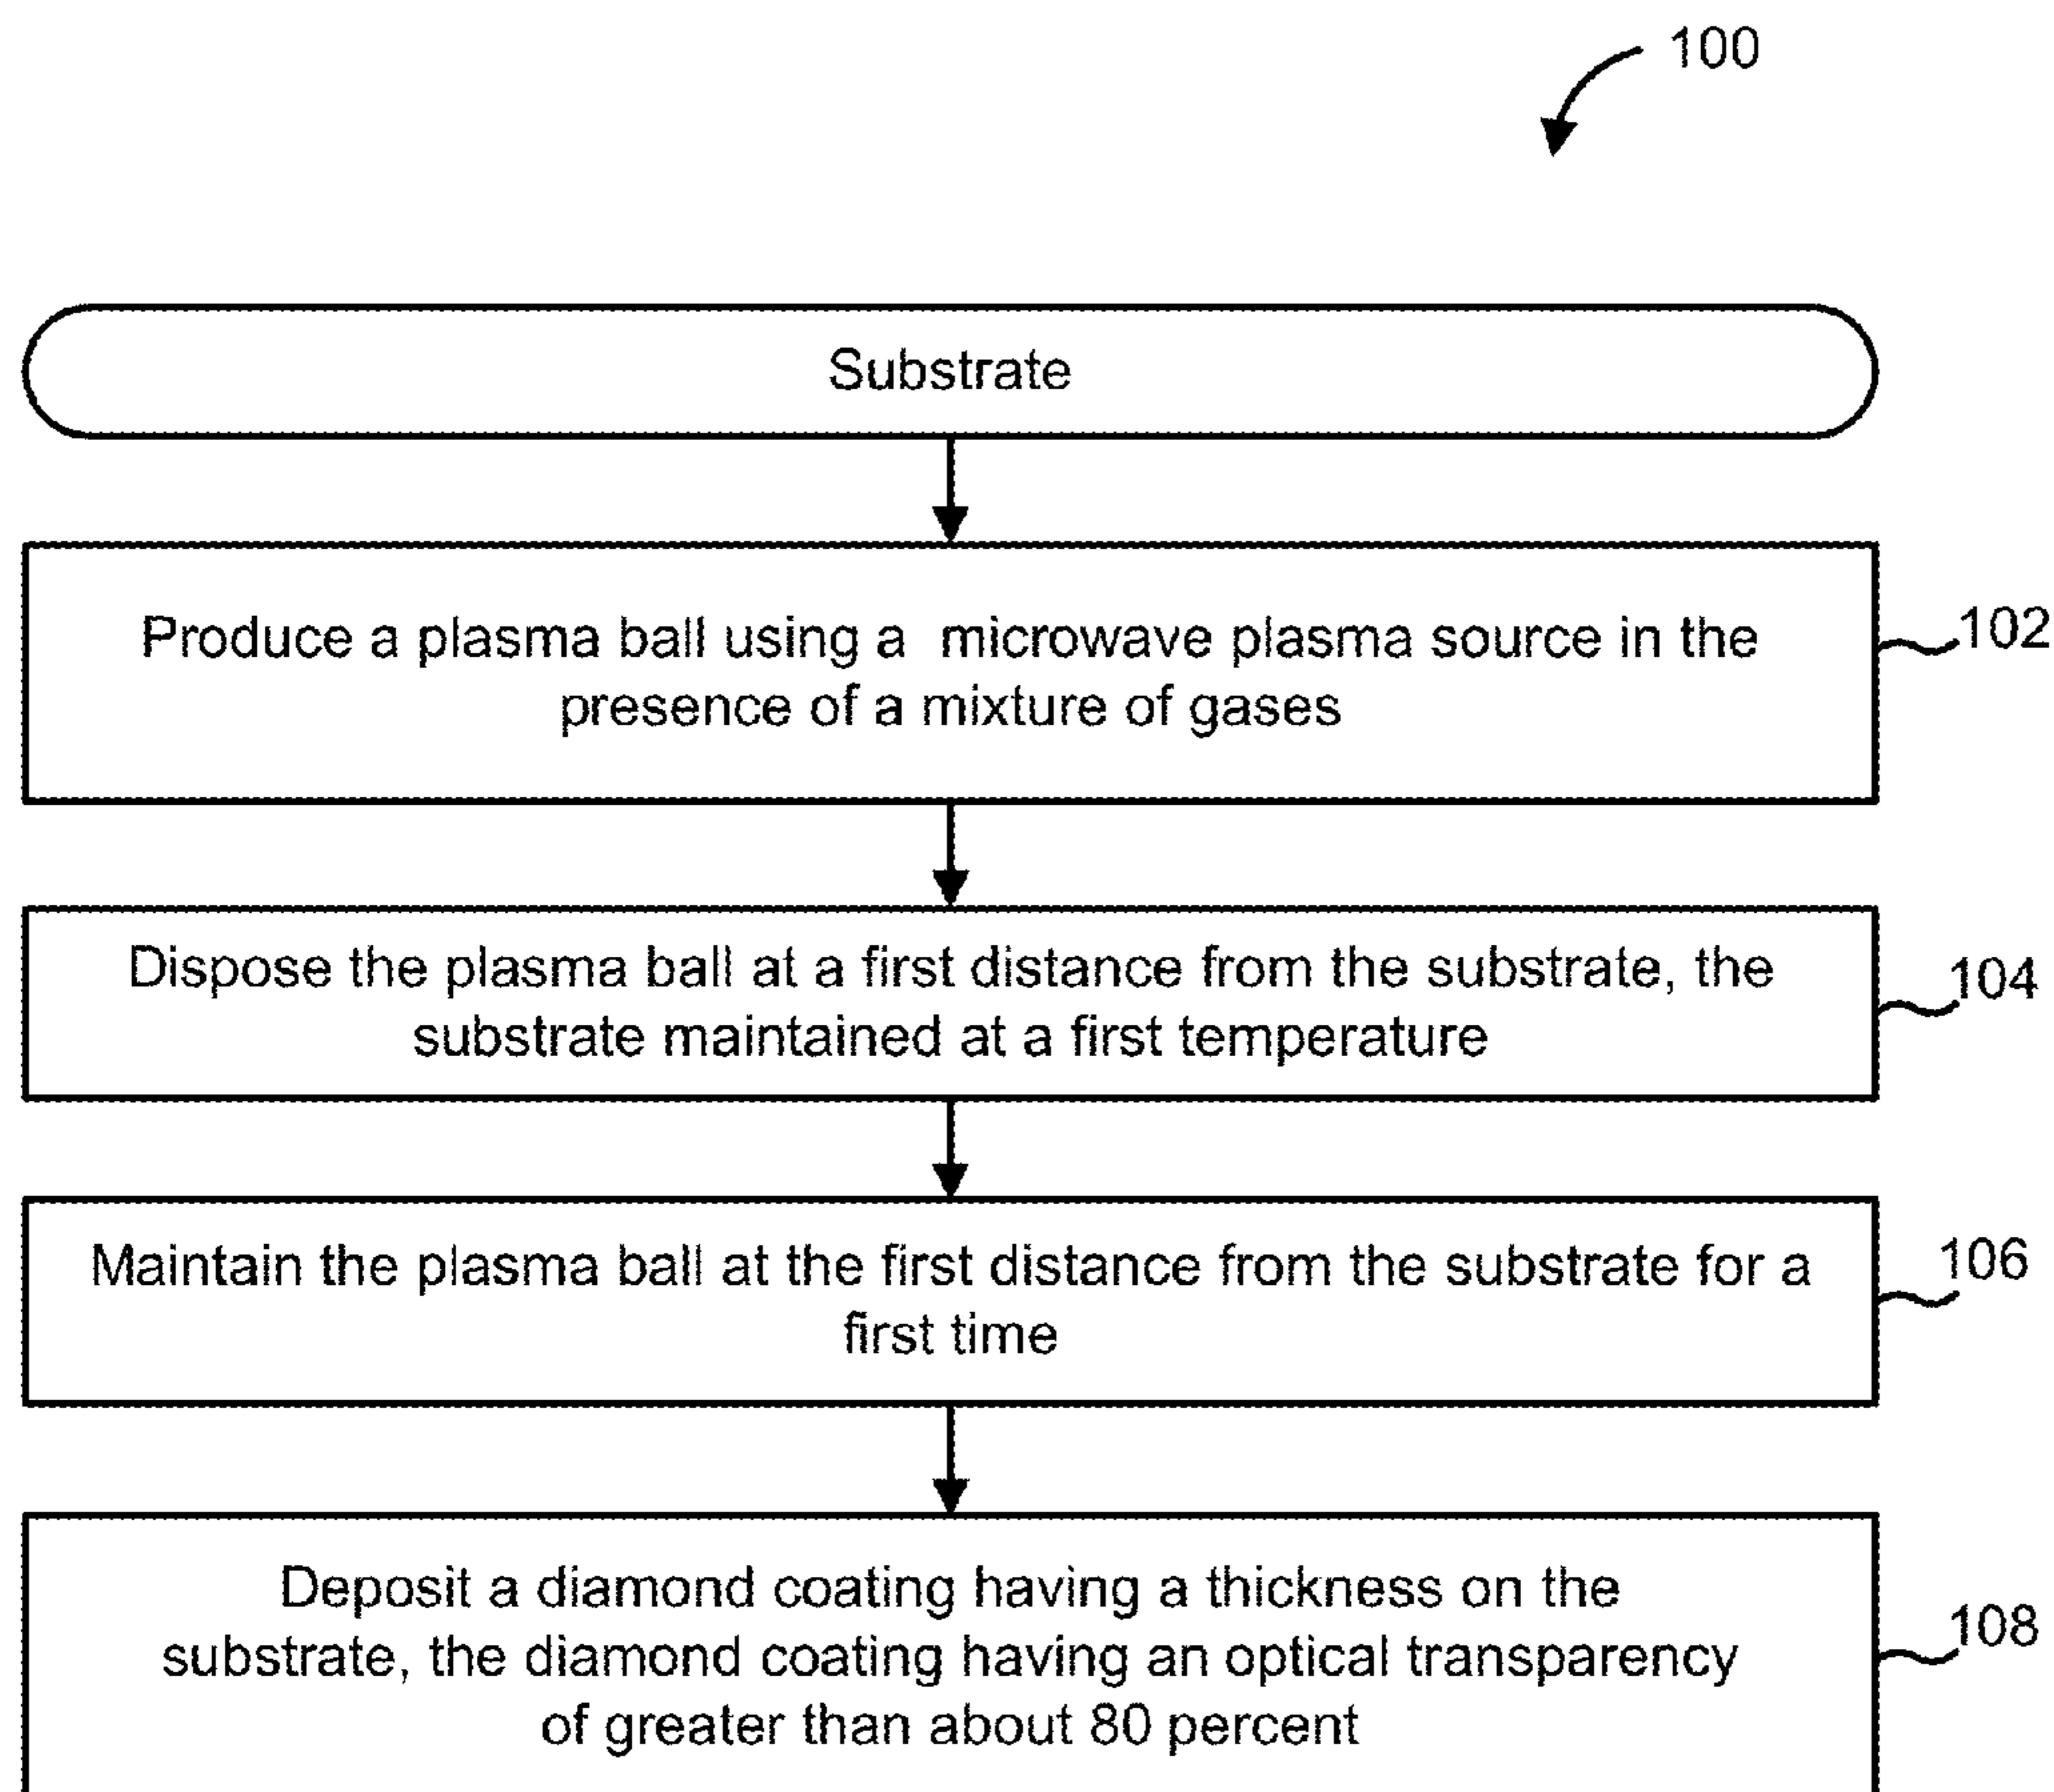 100
Substrate
Produce a plasma ball using a microwave plasma source in the
presence of a mixture of gases
102
Dispose the plasma ball at a first distance from the substrate, the
substrate maintained at a first temperature
104
Maintain the plasma ball at the first distance from the substrate for a
first time
106
Deposit a diamond coating having a thickness on the
substrate, the diamond coating having an optical transparency
of greater than about 80 percent
108